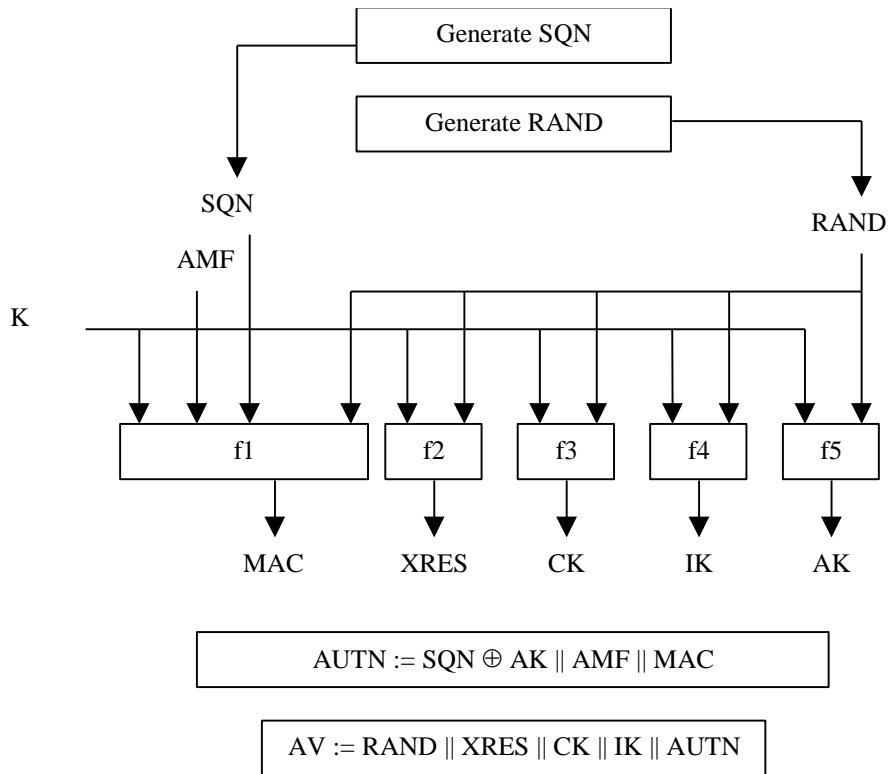 Generate SQN
Generate RAND
SQN
RAND
AMF
K
f1
f2
f3
f4
f5
MAC
XRES
CK
IK
AK
AUTN := SQN ⊕ AK || AMF || MAC
AV := RAND || XRES || CK || IK || AUTN